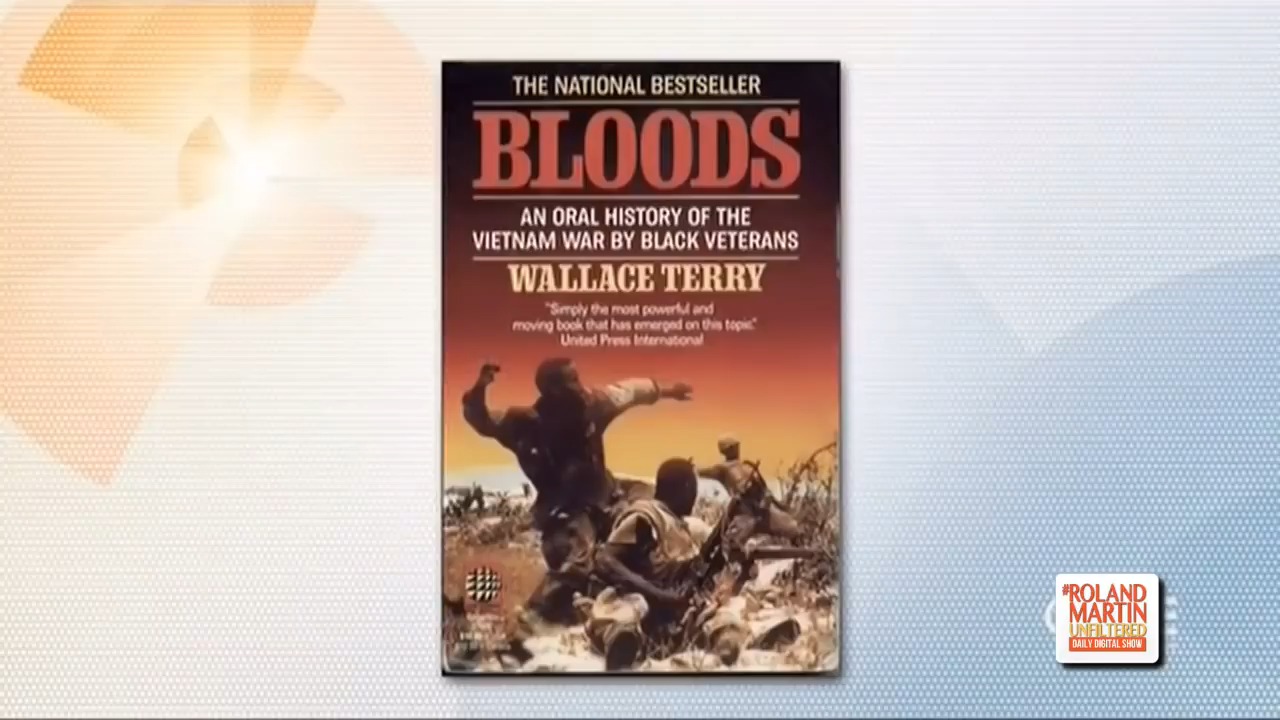 THE NATIONAL BESTSELLER
BLOODS
AN ORAL HISTORY OF THE
VIETNAM WAR BY BLACK VETERANS
WALLACE TERRY
"Simply the most powerful and
moving book that has emerged on this topic."
United Press International
#ROLAND
MARTIN
UNFILTERED
DAILY DIGITAL SHOW